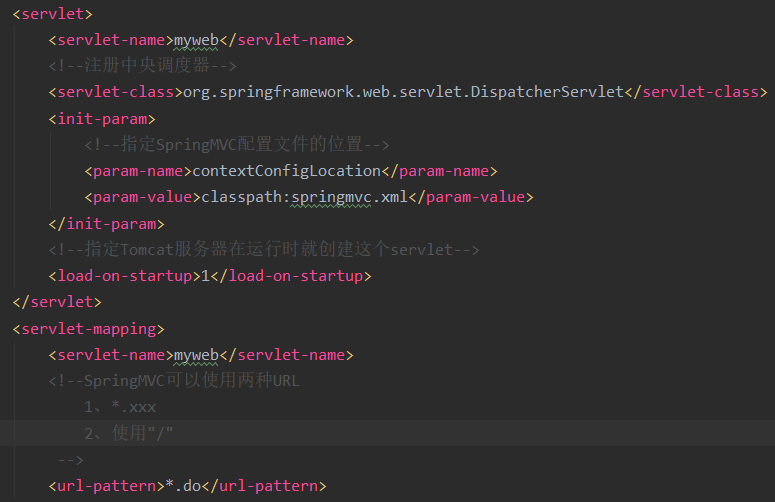 <servlet>
<servlet-name>myweb</servlet-name>
<!--注册中央调度器-->
<servlet-class>org.springframework.web.servlet.DispatcherServlet</servlet-class>
<init-param>
<!--指定SpringMVC配置文件的位置-->
<param-name>contextConfigLocation</param-name>
<param-value>classpath:springmvc.xml</param-value>
</init-param>
<!--指定Tomcat服务器在运行时就创建这个servlet-->
<load-on-startup>1</load-on-startup>
</servlet>
<servlet-mapping>
<servlet-name>myweb</servlet-name>
<!--SpringMVC可以使用两种URL
1、*.xxx
2、使用"/"
-->
<url-pattern>*.do</url-pattern>